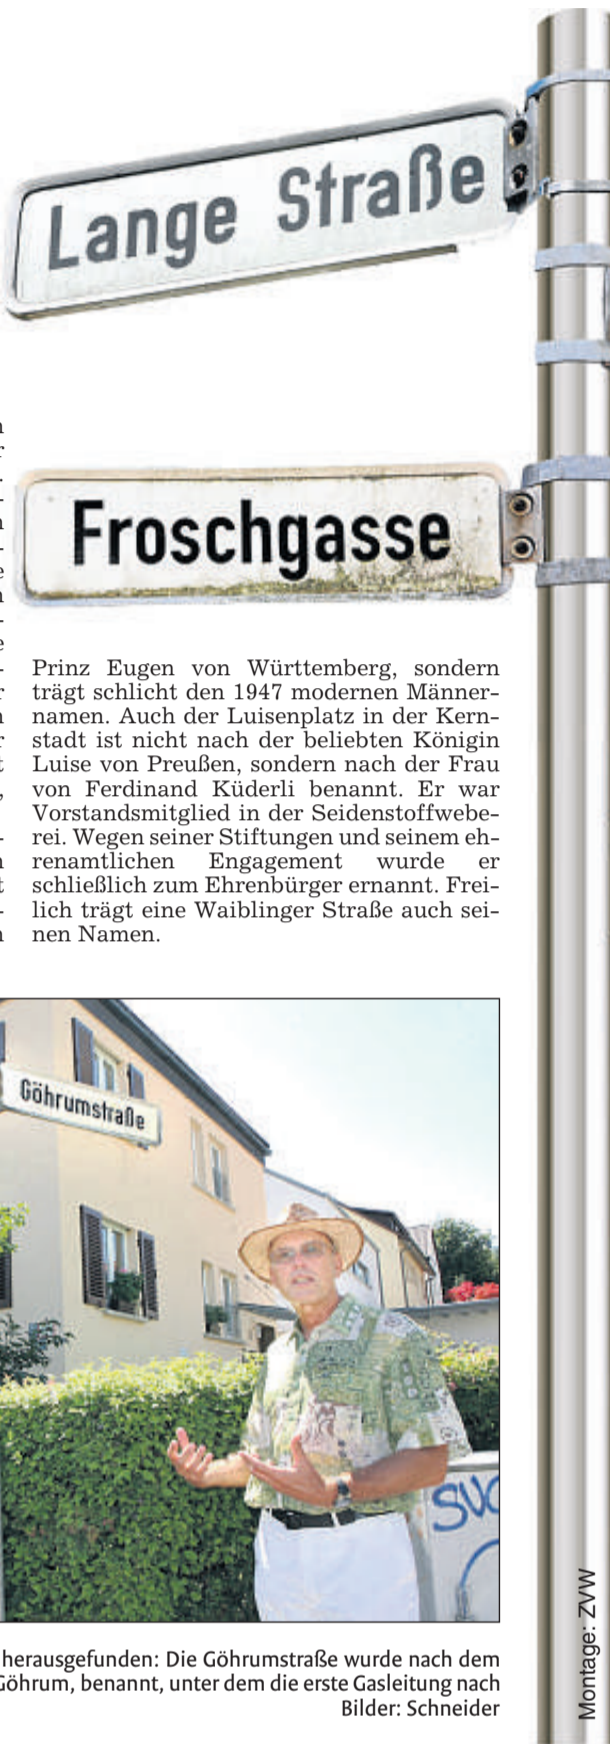 Lange Straße
Froschgasse
Prinz Eugen von Württemberg, sondern
trägt schlicht den 1947 modernen Männer-
namen. Auch der Luisenplatz in der Kern-
stadt ist nicht nach der beliebten Königin
Luise von Preußen, sondern nach der Frau
von Ferdinand Küderli benannt. Er war
Vorstandsmitglied in der Seidenstoffwebe-
rei. Wegen seiner Stiftungen und seinem eh-
renamtlichen Engagement wurde er
schließlich zum Ehrenbürger ernannt. Frei-
lich trägt eine Waiblinger Straße auch sei-
nen Namen.
Göhrumstraße
herausgefunden: Die Göhrumstraße wurde nach dem
Göhrum, benannt, unter dem die erste Gasleitung nach
Bilder: Schneider
Montage: ZVW